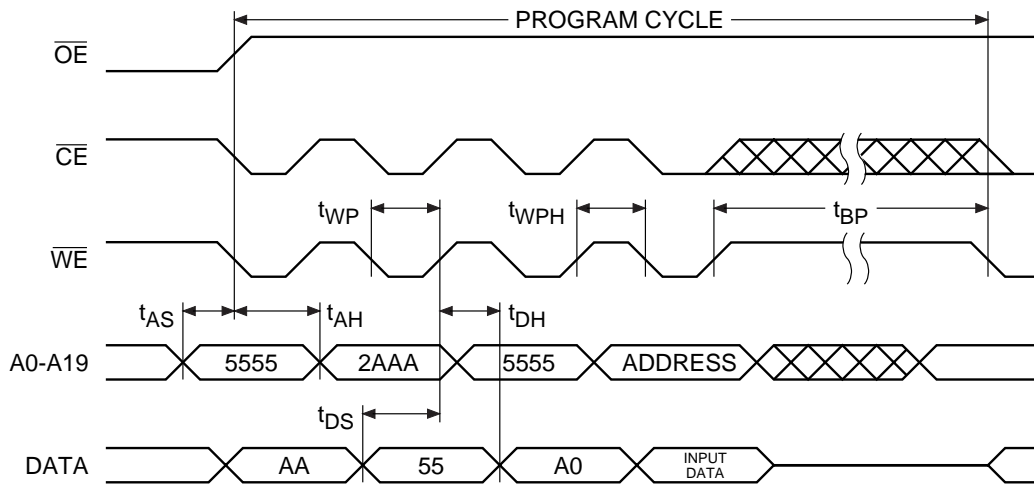 PROGRAM CYCLE
OE
CE
tWP
tWPH
tBP
WE
tAS
tAH
tDH
A0-A19
5555
2AAA
5555
ADDRESS
tDS
DATA
AA
55
A0
INPUT
DATA